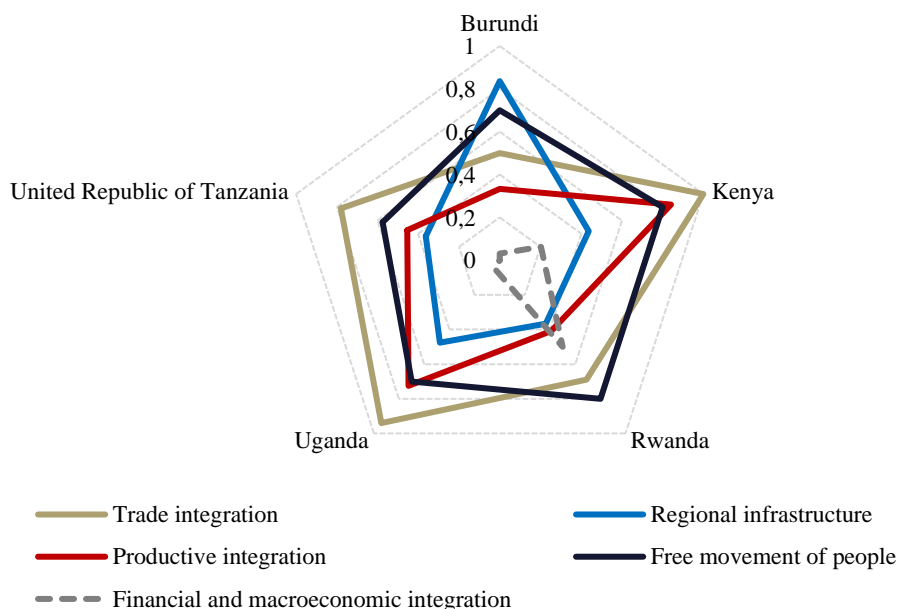 Burundi
1
0,8
0,6
0,4
0,2
0
United Republic of Tanzania
Kenya
Uganda
Rwanda
Trade integration
Regional infrastructure
Productive integration
Free movement of people
Financial and macroeconomic integration